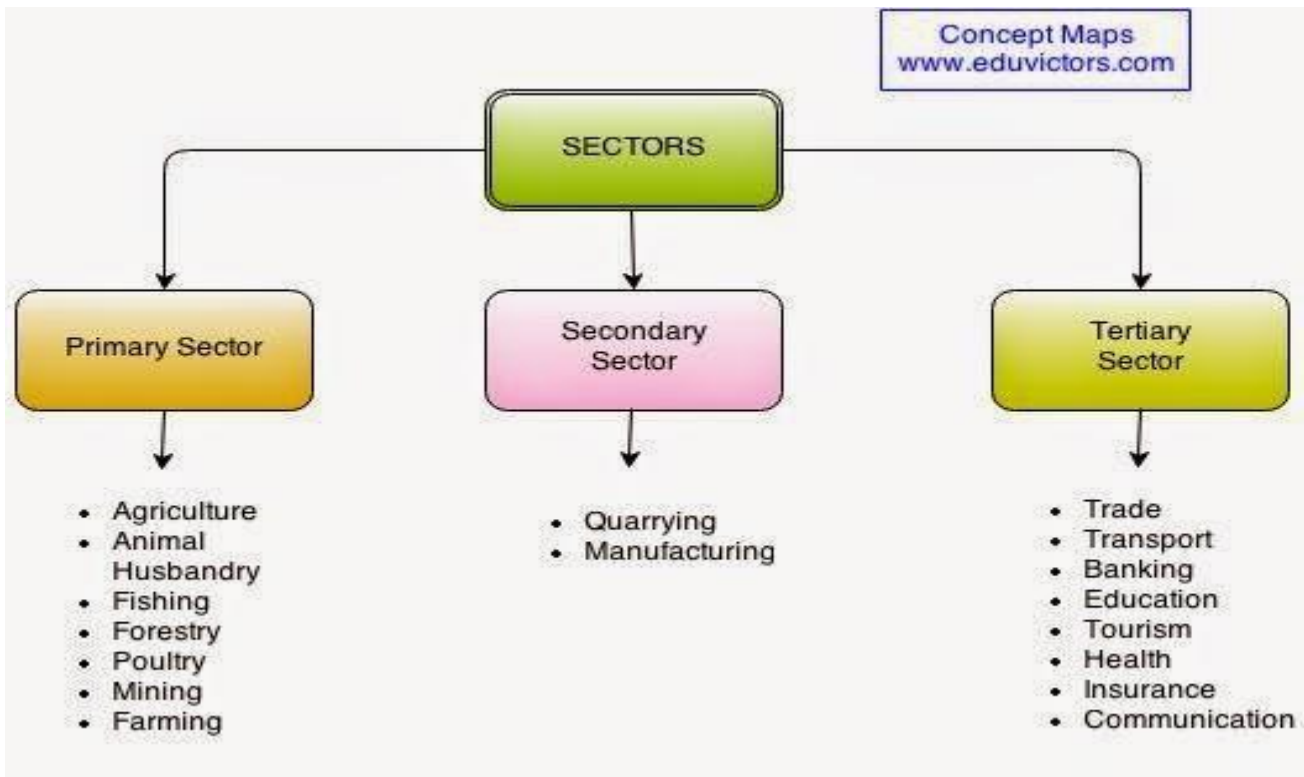 Concept Maps
www.eduvictors.com
SECTORS
Primary Sector
Secondary
Sector
Tertiary
Sector
• Agriculture
• Animal
Husbandry
• Fishing
• Forestry
• Poultry
• Mining
• Farming
• Quarrying
• Manufacturing
• Trade
• Transport
• Banking
• Education
• Tourism
• Health
• Insurance
• Communication